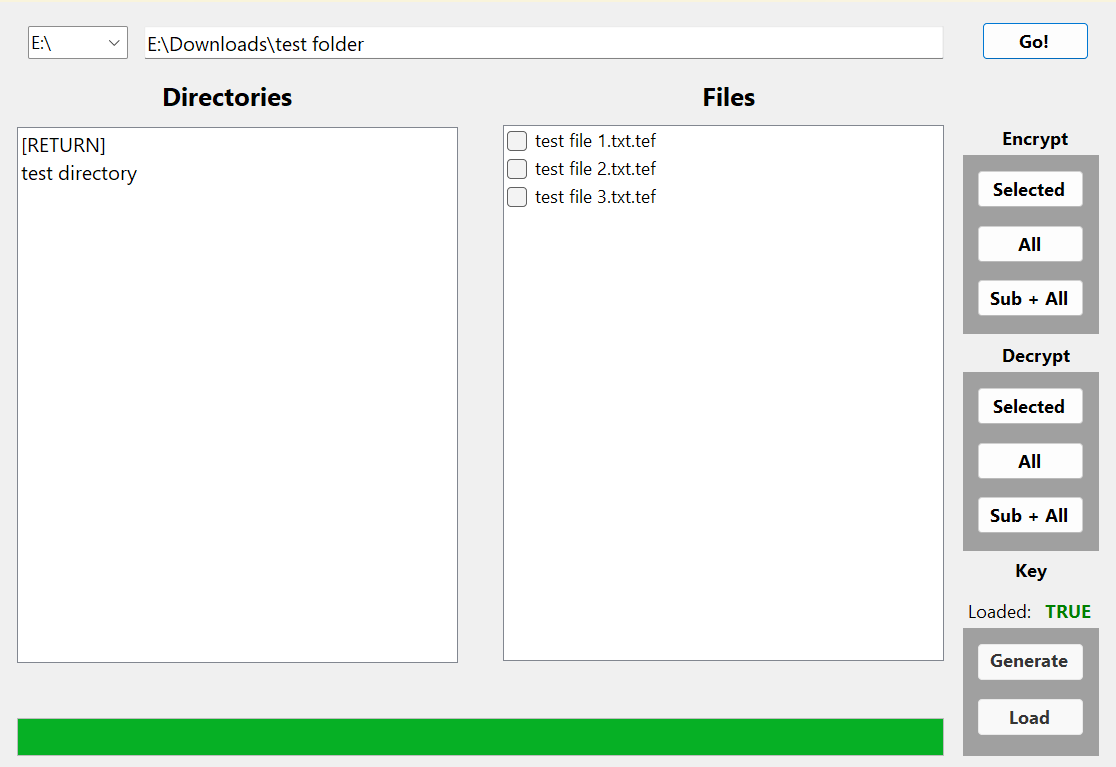 E:\
E:\Downloads\test folder
Go!
Directories
[RETURN]
test directory
Files
test file 1.txt.tef
test file 2.txt.tef
test file 3.txt.tef
Encrypt
Selected
All
Sub + All
Decrypt
Selected
All
Sub + All
Key
Loaded: TRUE
Generate
Load